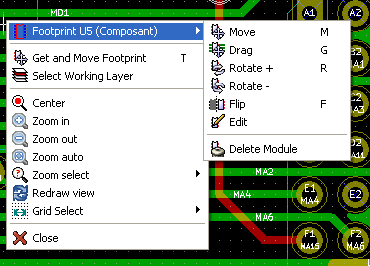 MD1
A1
A2
Footprint U5 (Composant)
Get and Move Footprint T
Select Working Layer
Center
Zoom in
Zoom out
Zoom auto
Zoom select
Redraw view
Grid Select
Close
Move M
Drag G
Rotate + R
Rotate -
Flip F
Edit
Delete Module
MA11
MA2
MA4
E1
MA4
E2
MA6
F1
MA15
F2
MA6